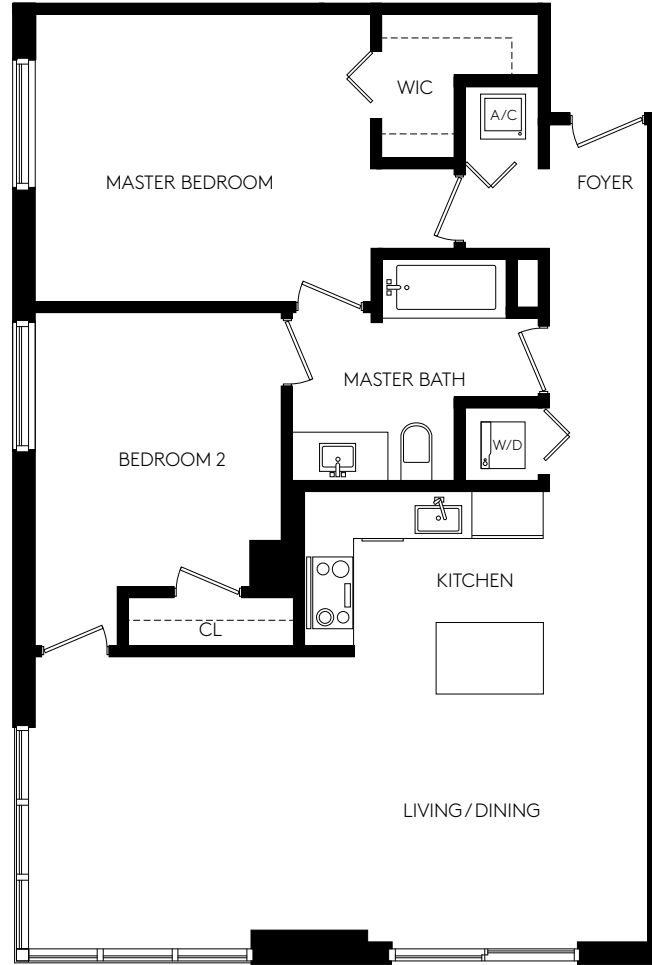 WIC
A/C
MASTER BEDROOM
FOYER
MASTER BATH
W/D
BEDROOM 2
KITCHEN
CL
LIVING/DINING